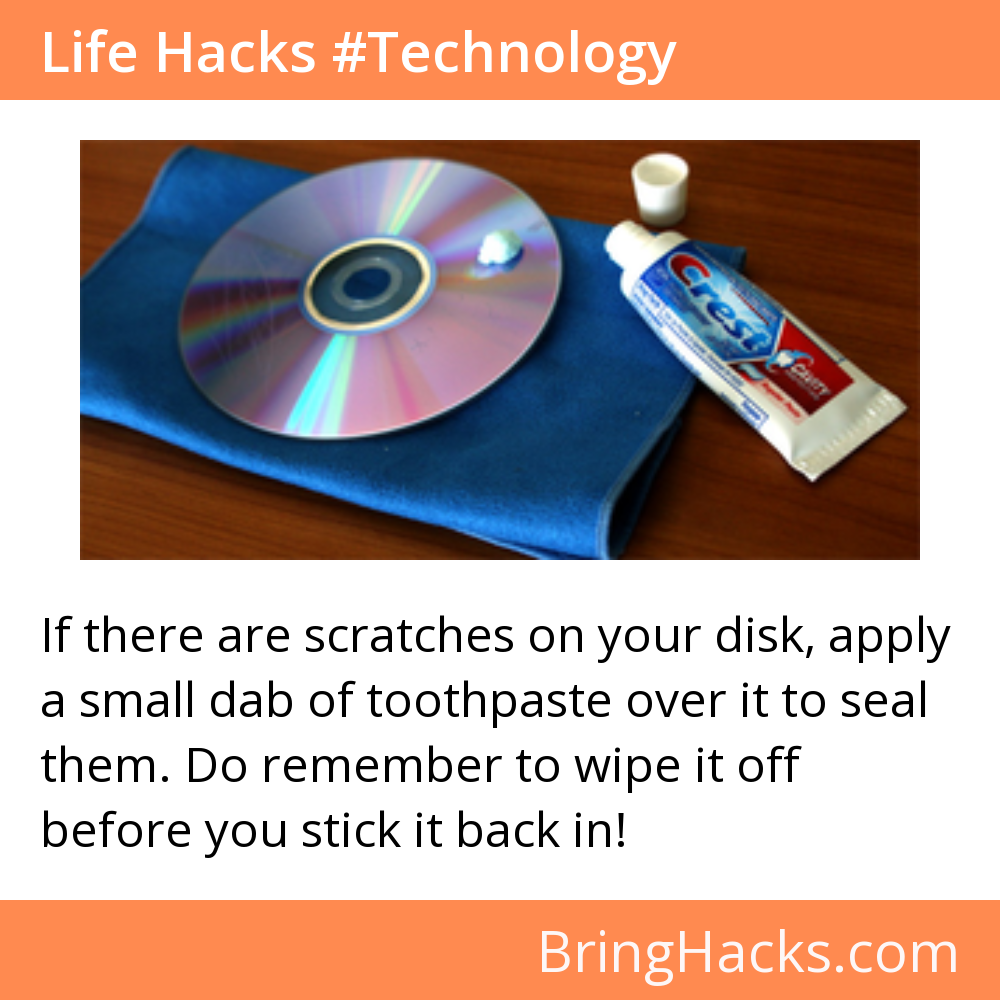 Life Hacks #Technology
Crest
CAVITY
If there are scratches on your disk, apply
a small dab of toothpaste over it to seal
them. Do remember to wipe it off
before you stick it back in!
BringHacks.com